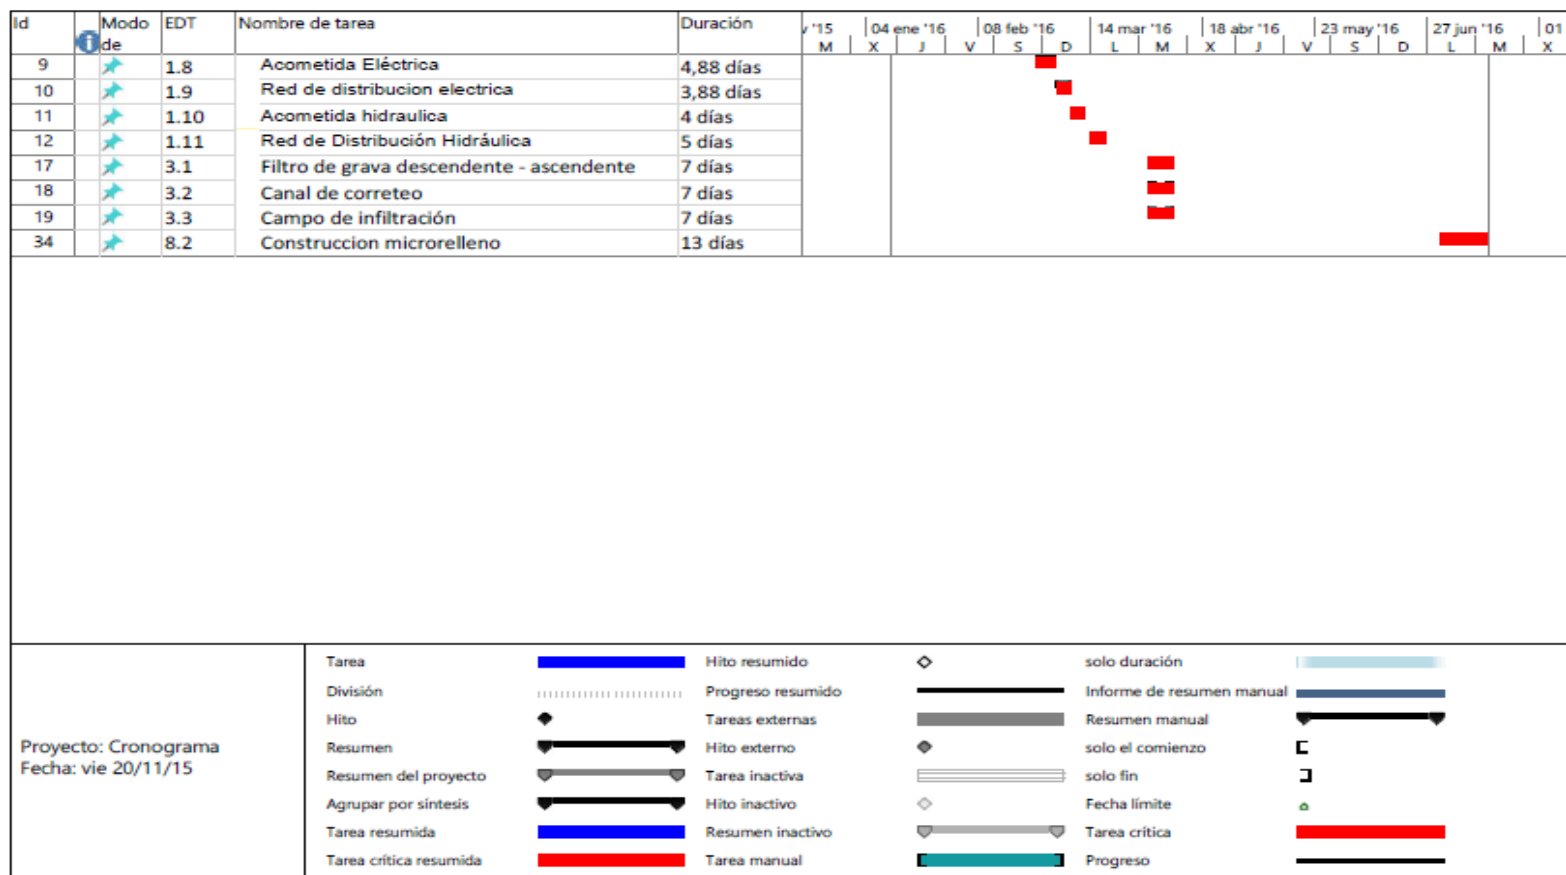 Id Modo de EDT Nombre de tarea Duración
'15 04 ene '16 08 feb '16 14 mar '16 18 abr '16 23 may '16 27 jun '16 01
M X J V S D L M X J V S D L M X
9 1.8 Acometida Eléctrica 4,88 días
10 1.9 Red de distribucion electrica 3,88 días
11 1.10 Acometida hidraulica 4 días
12 1.11 Red de Distribución Hidráulica 5 días
17 3.1 Filtro de grava descendente - ascendente 7 días
18 3.2 Canal de correteo 7 días
19 3.3 Campo de infiltración 7 días
34 8.2 Construccion microrelleno 13 días
Proyecto: Cronograma
Fecha: vie 20/11/15
Tarea Hito resumido solo duración
División Progreso resumido Informe de resumen manual
Hito Tareas externas Resumen manual
Resumen Hito externo solo el comienzo
Resumen del proyecto Tarea inactiva solo fin
Agrupar por síntesis Hito inactivo Fecha límite
Tarea resumida Resumen inactivo Tarea crítica
Tarea crítica resumida Tarea manual Progreso